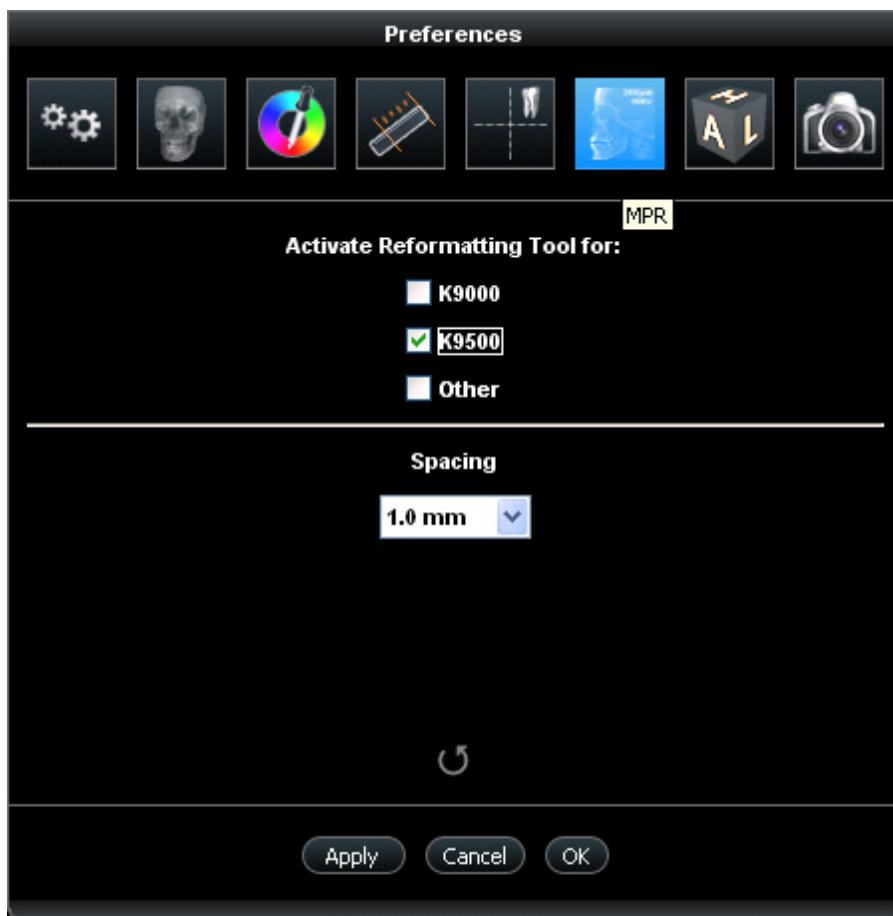 Preferences
A H L
MPR
Activate Reformatting Tool for:
K9000
K9500
Other
Spacing
1.0 mm
Apply Cancel OK